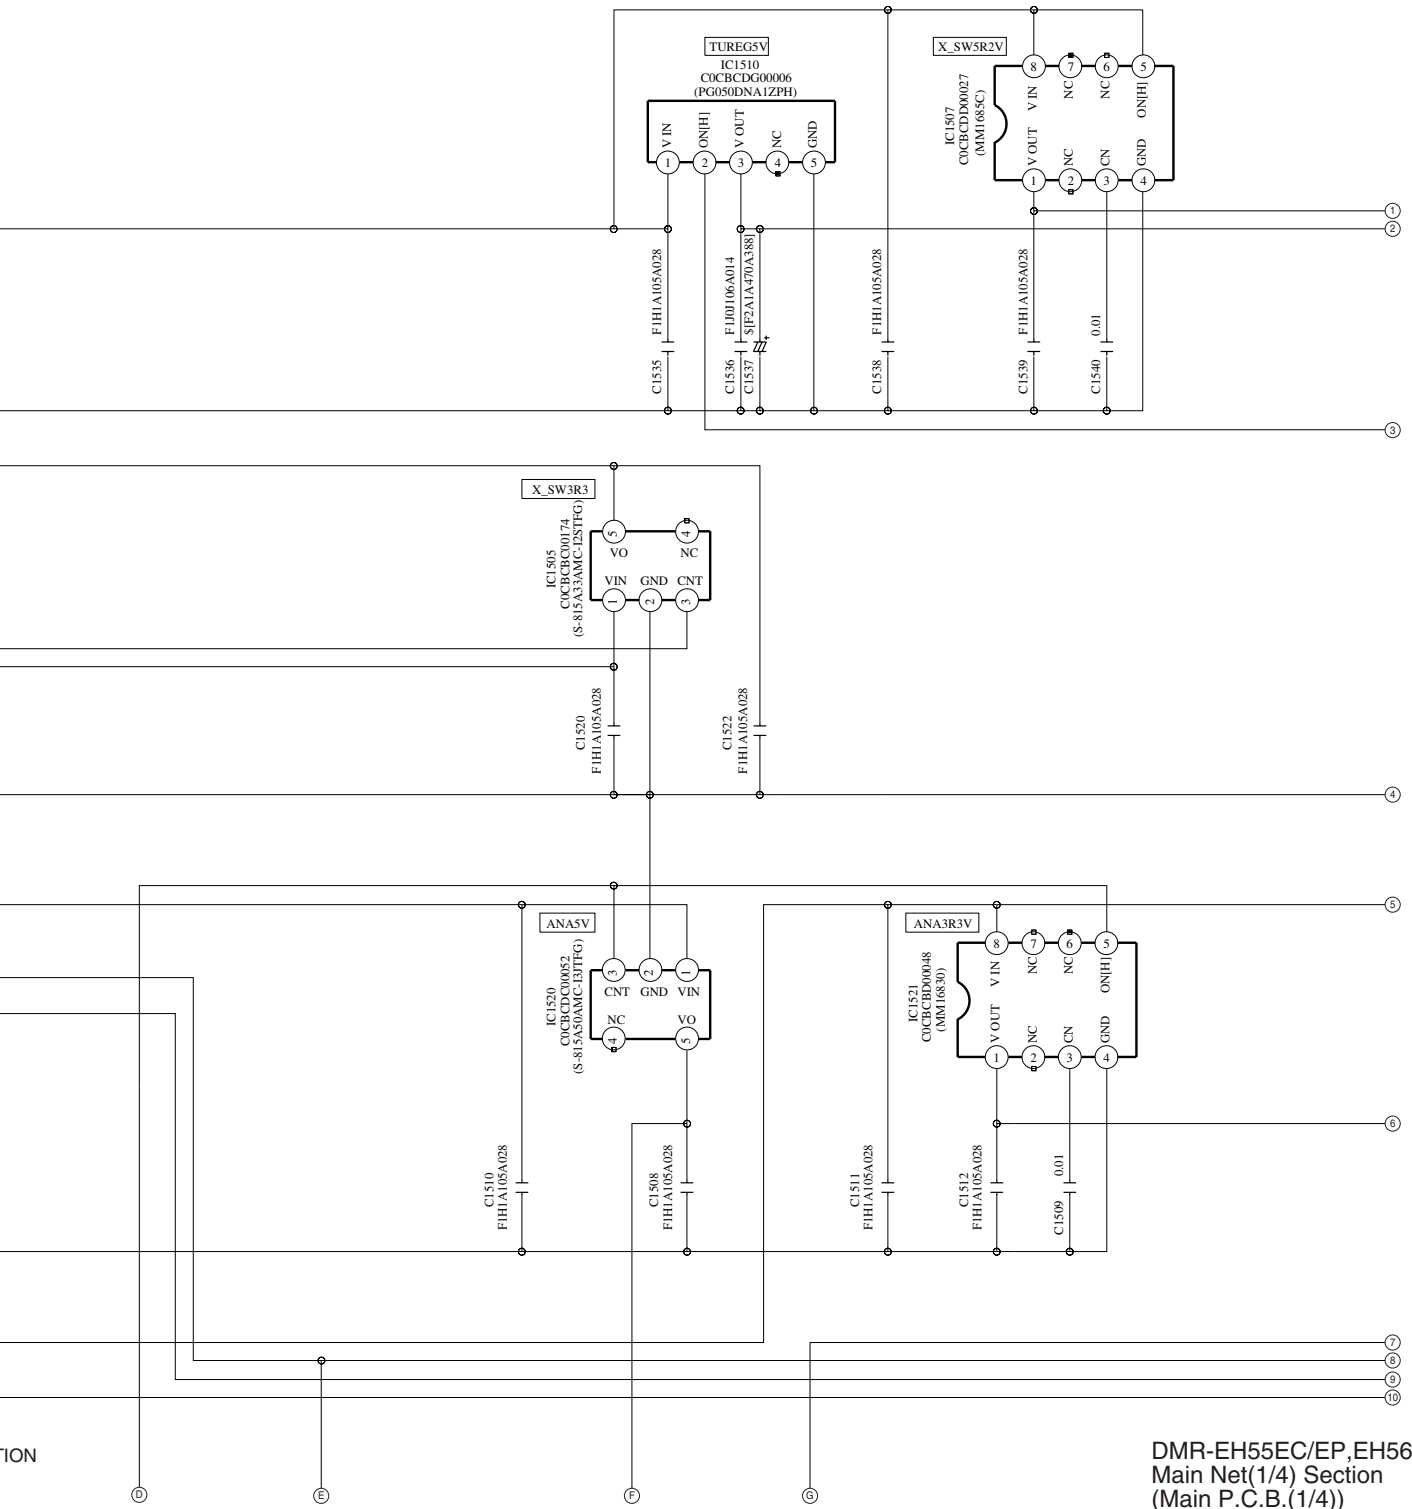 TUREG5V
IC1510
C0CBCDG00006
(PG050DNA1ZPH)
V IN
ON[H]
V OUT
NC
GND
1
2
3
4
5
X_SW5R2V
IC1507
C0CBCDD00027
(MM1685C)
8
7
6
5
V IN
NC
NC
ON[H]
V OUT
NC
CN
GND
1
2
3
4
1
2
C1535 F1H1A105A028
C1536 F1J0J106A014
C1537 $[F2A1A470A388]
+
C1538 F1H1A105A028
C1539 F1H1A105A028
C1540 0.01
3
X_SW3R3
IC1505
C0CBCBC00174
(S-815A33AMC-I2STFG)
5
4
VO
NC
VIN
GND
CNT
1
2
3
C1520
F1H1A105A028
C1522
F1H1A105A028
4
5
ANA5V
IC1520
C0CBCDC00052
(S-815A50AMC-I3JTFG)
3
2
1
CNT
GND
VIN
NC
VO
4
5
ANA3R3V
IC1521
C0CBCBD00048
(MM16830)
8
7
6
5
V IN
NC
NC
ON[H]
V OUT
NC
CN
GND
1
2
3
4
6
C1510
F1H1A105A028
C1508
F1H1A105A028
C1511
F1H1A105A028
C1512
F1H1A105A028
C1509 0.01
7
8
9
10
TION
D
E
F
G
DMR-EH55EC/EP,EH56
Main Net(1/4) Section
(Main P.C.B.(1/4))